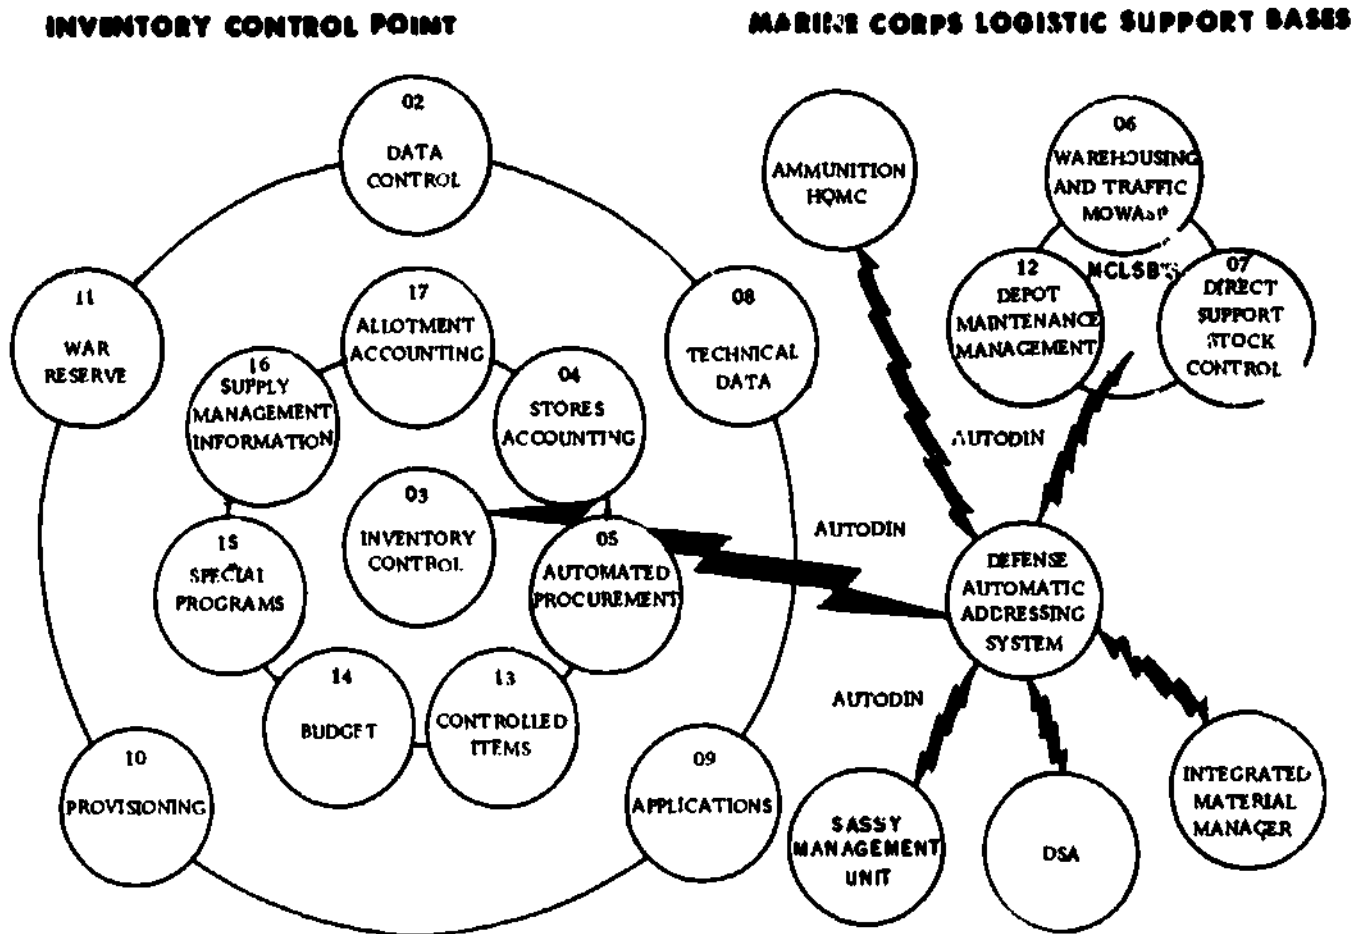 INVENTORY CONTROL POINT
MARINE CORPS LOGISTIC SUPPORT BASES
02
DATA
CONTROL
11
WAR
RESERVE
17
ALLOTMENT
ACCOUNTING
08
TECHNICAL
DATA
16
SUPPLY
MANAGEMENT
INFORMATION
04
STORES
ACCOUNTING
03
INVENTORY
CONTROL
15
SPECIAL
PROGRAMS
05
AUTOMATED
PROCUREMENT
14
BUDGET
13
CONTROLLED
ITEMS
10
PROVISIONING
09
APPLICATIONS
AMMUNITION
HQMC
06
WAREHOUSING
AND TRAFFIC
MOWASP
MCLSB'S
12
DEPOT
MAINTENANCE
MANAGEMENT
07
DIRECT
SUPPORT
STOCK
CONTROL
AUTODIN
AUTODIN
DEFENSE
AUTOMATIC
ADDRESSING
SYSTEM
AUTODIN
SASSY
MANAGEMENT
UNIT
DSA
INTEGRATED
MATERIAL
MANAGER